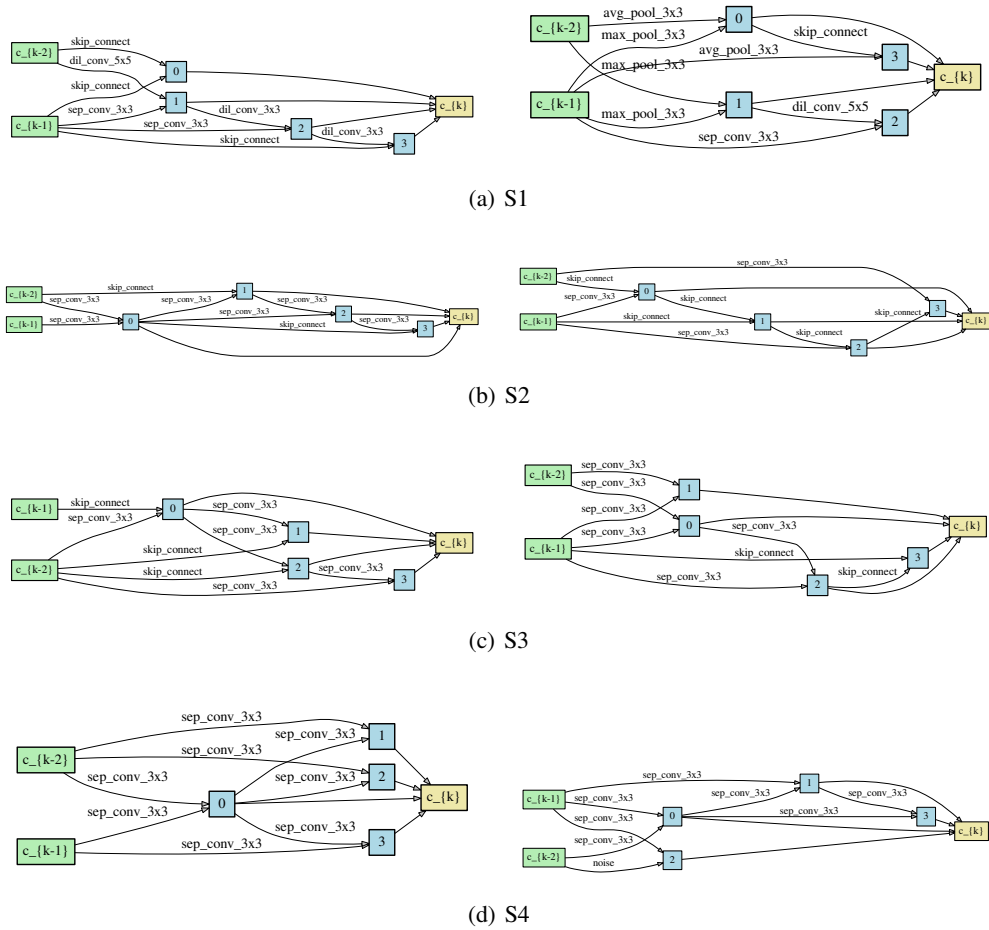 c_{k-2}
skip_connect
dil_conv_5x5
0
skip_connect
1
sep_conv_3x3
c_{k-1}
sep_conv_3x3
dil_conv_3x3
2
dil_conv_3x3
skip_connect
3
c_{k}
avg_pool_3x3
c_{k-2}
max_pool_3x3
0
skip_connect
avg_pool_3x3
3
max_pool_3x3
c_{k}
c_{k-1}
max_pool_3x3
1
dil_conv_5x5
2
sep_conv_3x3
(a) S1
c_{k-2}
skip_connect
1
sep_conv_3x3
sep_conv_3x3
sep_conv_3x3
c_{k-1}
sep_conv_3x3
0
sep_conv_3x3
2
skip_connect
sep_conv_3x3
3
c_{k}
sep_conv_3x3
c_{k-2}
skip_connect
0
sep_conv_3x3
skip_connect
3
c_{k-1}
1
c_{k}
sep_conv_3x3
skip_connect
skip_connect
2
(b) S2
c_{k-1}
skip_connect
0
sep_conv_3x3
sep_conv_3x3
sep_conv_3x3
1
c_{k-2}
skip_connect
skip_connect
2
sep_conv_3x3
sep_conv_3x3
3
c_{k}
sep_conv_3x3
c_{k-2}
sep_conv_3x3
1
sep_conv_3x3
0
sep_conv_3x3
c_{k}
c_{k-1}
sep_conv_3x3
skip_connect
3
sep_conv_3x3
skip_connect
2
(c) S3
sep_conv_3x3
sep_conv_3x3
1
c_{k-2}
sep_conv_3x3
sep_conv_3x3
sep_conv_3x3
2
0
c_{k}
sep_conv_3x3
sep_conv_3x3
c_{k-1}
sep_conv_3x3
3
sep_conv_3x3
1
c_{k-1}
sep_conv_3x3
sep_conv_3x3
sep_conv_3x3
sep_conv_3x3
0
sep_conv_3x3
3
sep_conv_3x3
c_{k}
c_{k-2}
noise
2
(d) S4